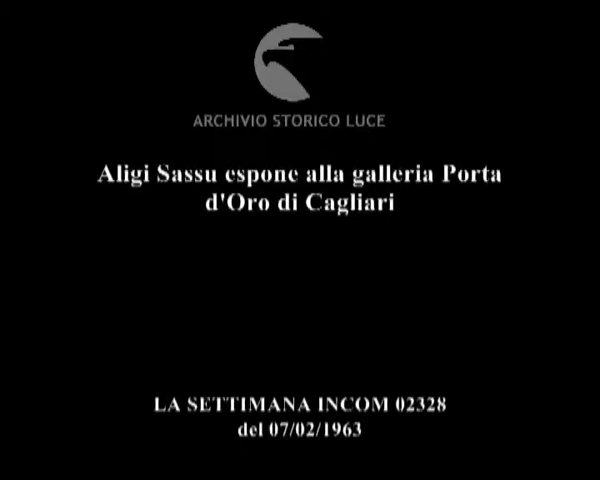 ARCHIVIO STORICO LUCE
Aligi Sassu espone alla galleria Porta
d'Oro di Cagliari
LA SETTIMANA INCOM 02328
del 07/02/1963